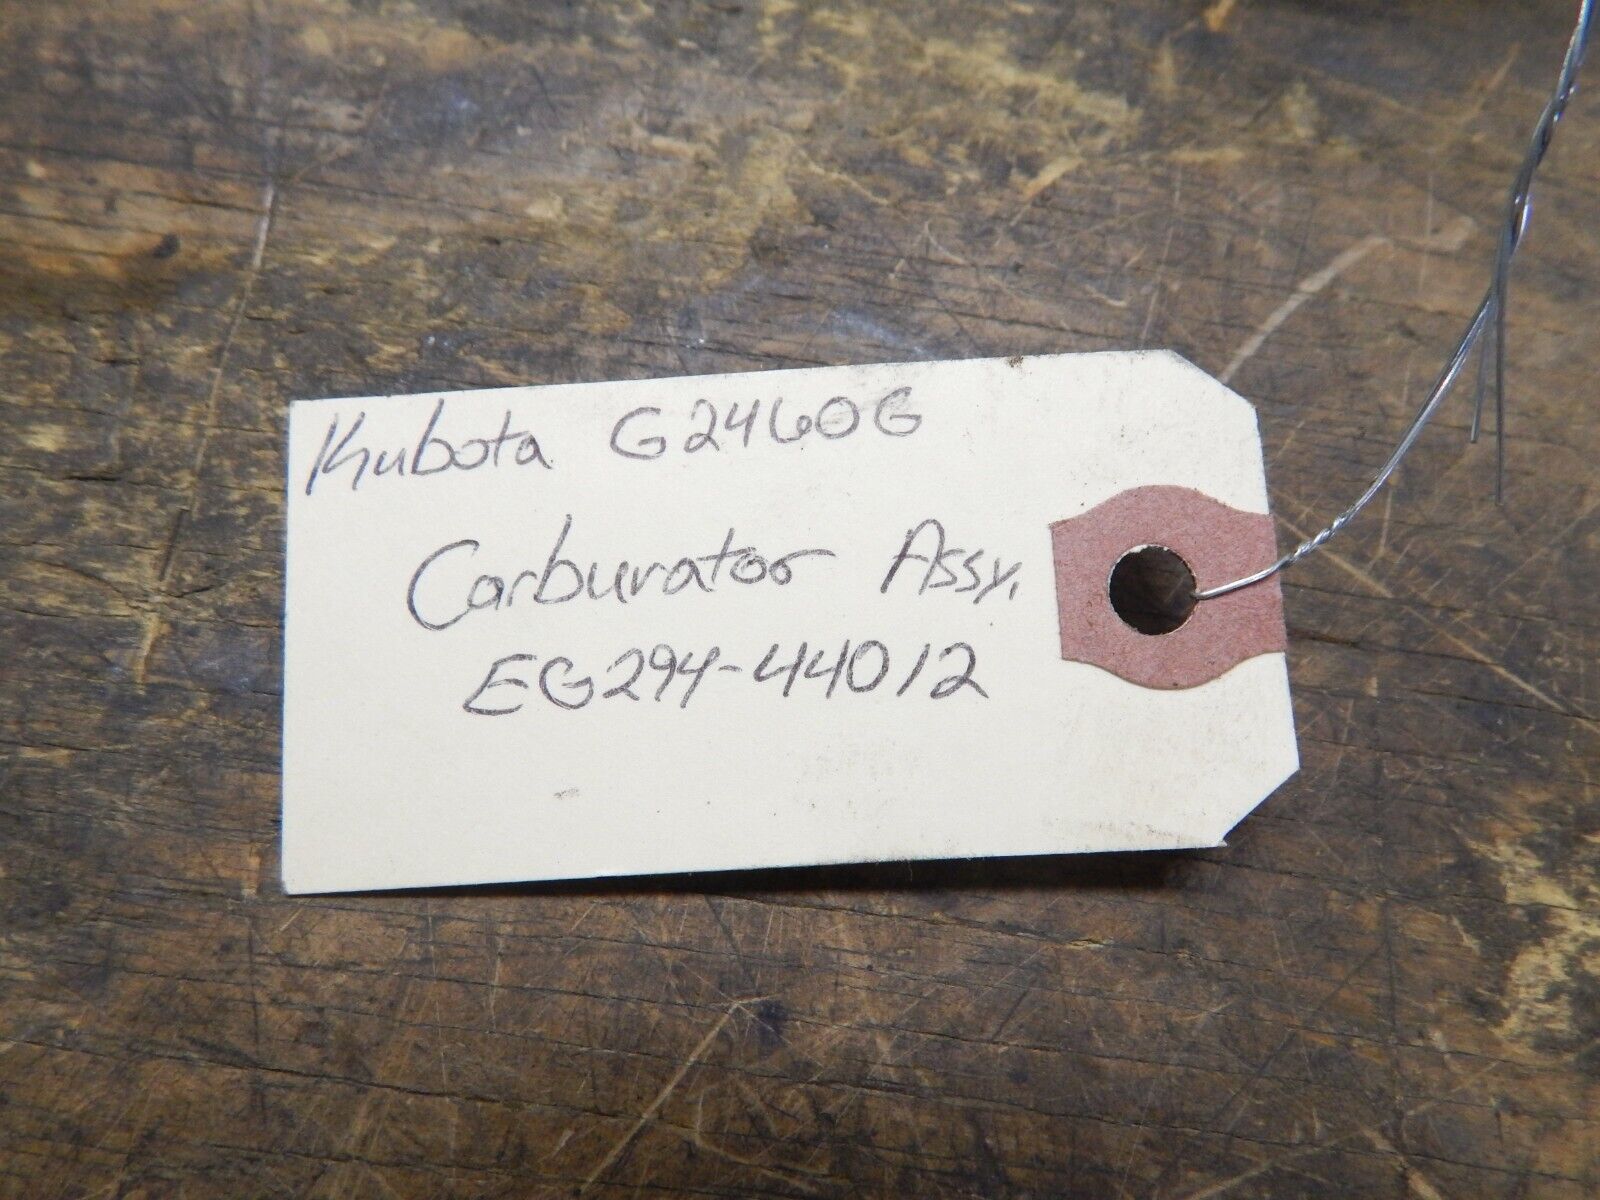 Kubota G2460G
Carburator Assy.
EG294-44012